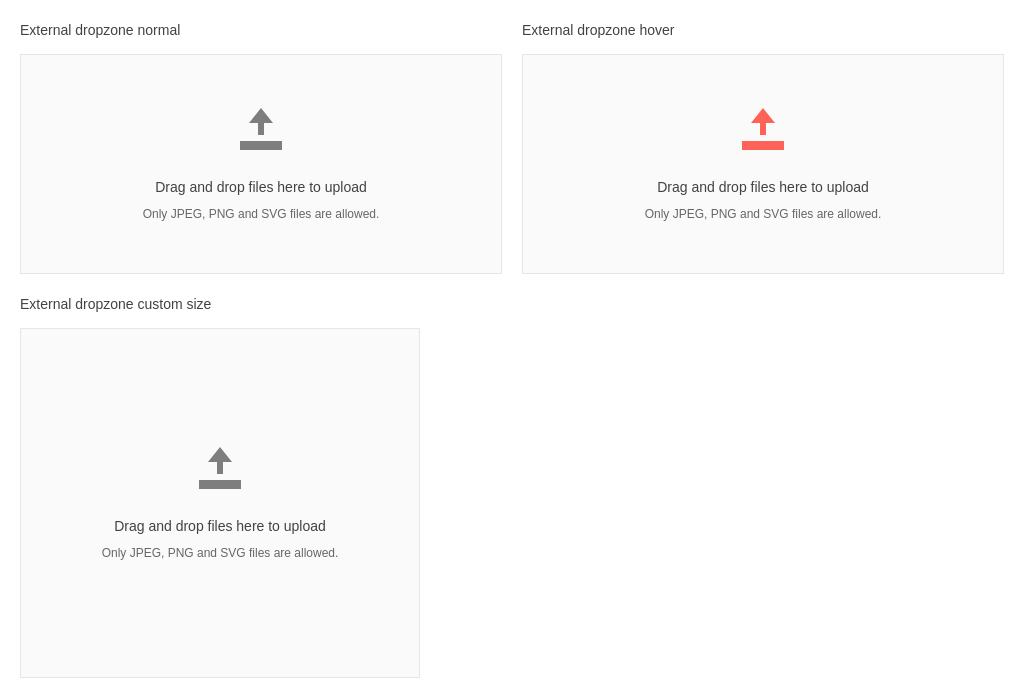 External dropzone normal
Drag and drop files here to upload
Only JPEG, PNG and SVG files are allowed.
External dropzone hover
Drag and drop files here to upload
Only JPEG, PNG and SVG files are allowed.
External dropzone custom size
Drag and drop files here to upload
Only JPEG, PNG and SVG files are allowed.